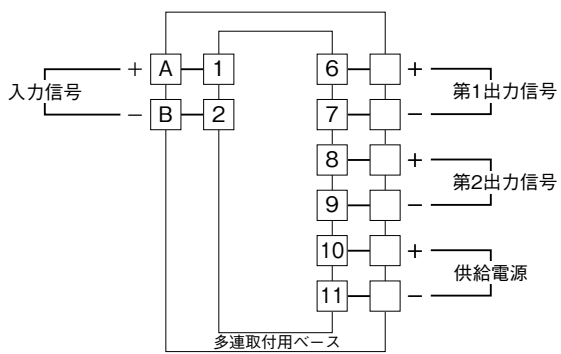 + A 1 6 +
入力信号 第1出力信号
− B 2 7 −
8 +
第2出力信号
9 −
10 +
供給電源
11 −
多連取付用ベース